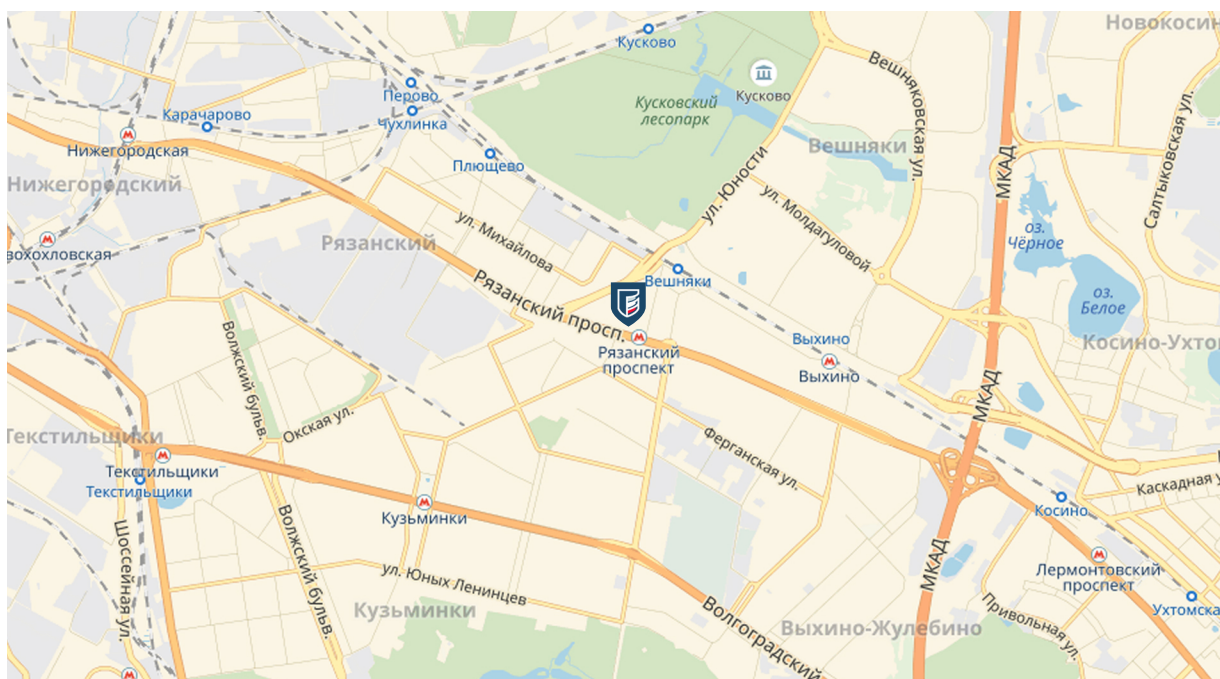 Новокосин
Кусково
Вешняковская ул.
Перово
Кусково
Кусковский
лесопарк
Карачарово
Чухлинка
Нижегородская
Плющево
Вешняки
МКАД
Салтыковская ул.
Нижегородский
ул. Юности
ул. Молдагуловой
ул. Михайлова
оз.
Чёрное
Рязанский
вохохловская
Вешняки
Рязанский просп.
оз.
Белое
Выхино
Косино-Ухтом
Рязанский
проспект
Выхино
Волжский бульв.
МКАД
Окская ул.
Текстильщики
Ферганская ул.
Текстильщики
Текстильщики
Каскадная у
Кузьминки
Косино
Шоссейная ул.
Волжский бульв.
МКАД
Лермонтовский
проспект
ул. Юных Ленинцев
Кузьминки
Волгоградский
Выхино-Жулебино
Привольная ул.
Ухтомска